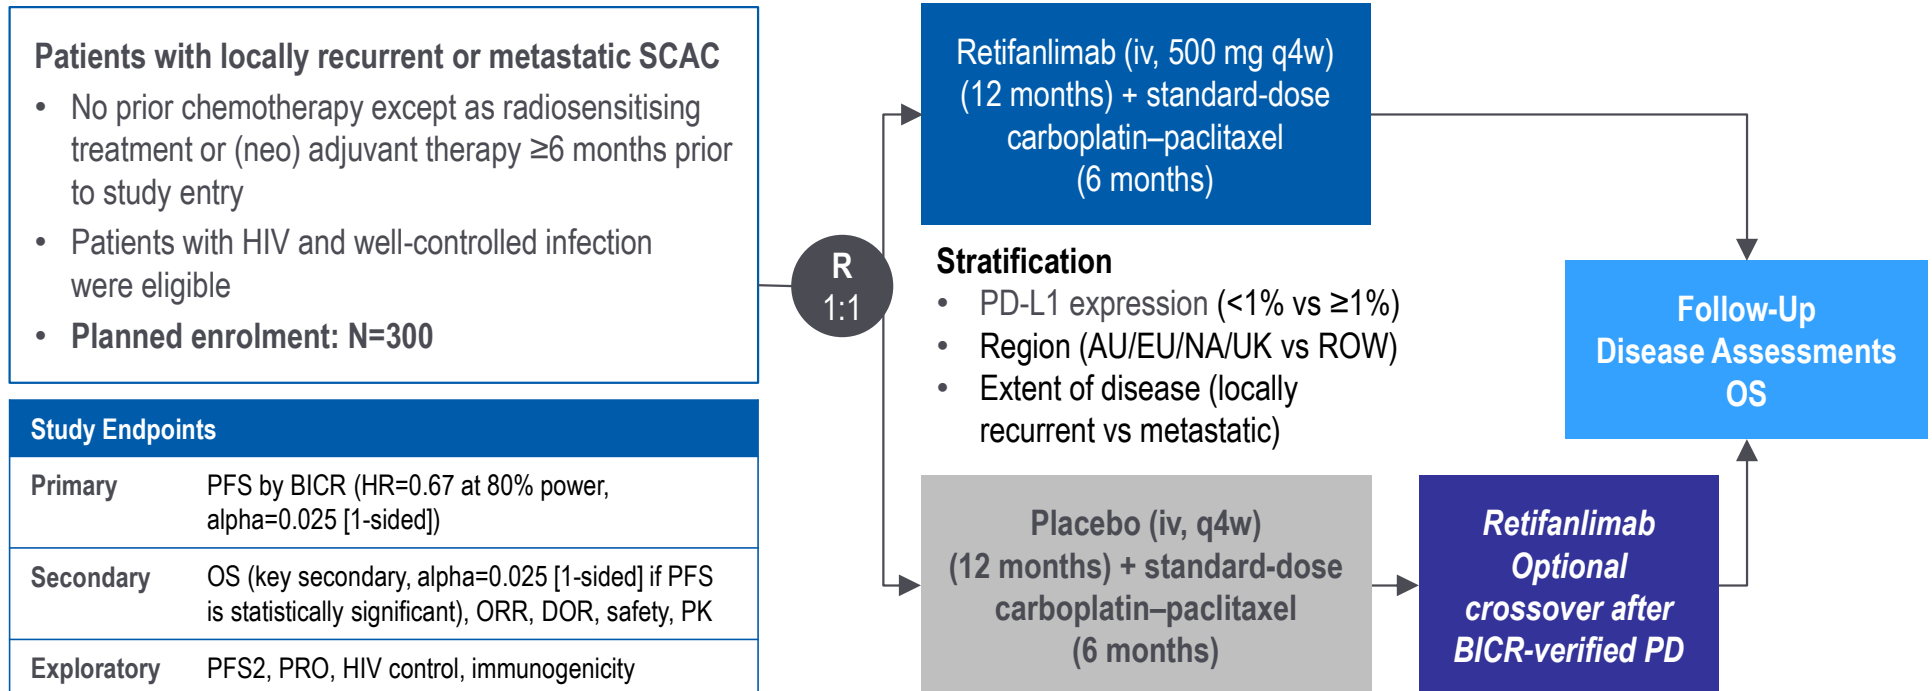 Patients with locally recurrent or metastatic SCAC
• No prior chemotherapy except as radiosensitising
treatment or (neo) adjuvant therapy ≥6 months prior
to study entry
• Patients with HIV and well-controlled infection
were eligible
• Planned enrolment: N=300
Study Endpoints
Primary PFS by BICR (HR=0.67 at 80% power,
alpha=0.025 [1-sided])
Secondary OS (key secondary, alpha=0.025 [1-sided] if PFS
is statistically significant), ORR, DOR, safety, PK
Exploratory PFS2, PRO, HIV control, immunogenicity
R
1:1
Retifanlimab (iv, 500 mg q4w)
(12 months) + standard-dose
carboplatin–paclitaxel
(6 months)
Stratification
• PD-L1 expression (<1% vs ≥1%)
• Region (AU/EU/NA/UK vs ROW)
• Extent of disease (locally
recurrent vs metastatic)
Placebo (iv, q4w)
(12 months) + standard-dose
carboplatin–paclitaxel
(6 months)
Retifanlimab
Optional
crossover after
BICR-verified PD
Follow-Up
Disease Assessments
OS